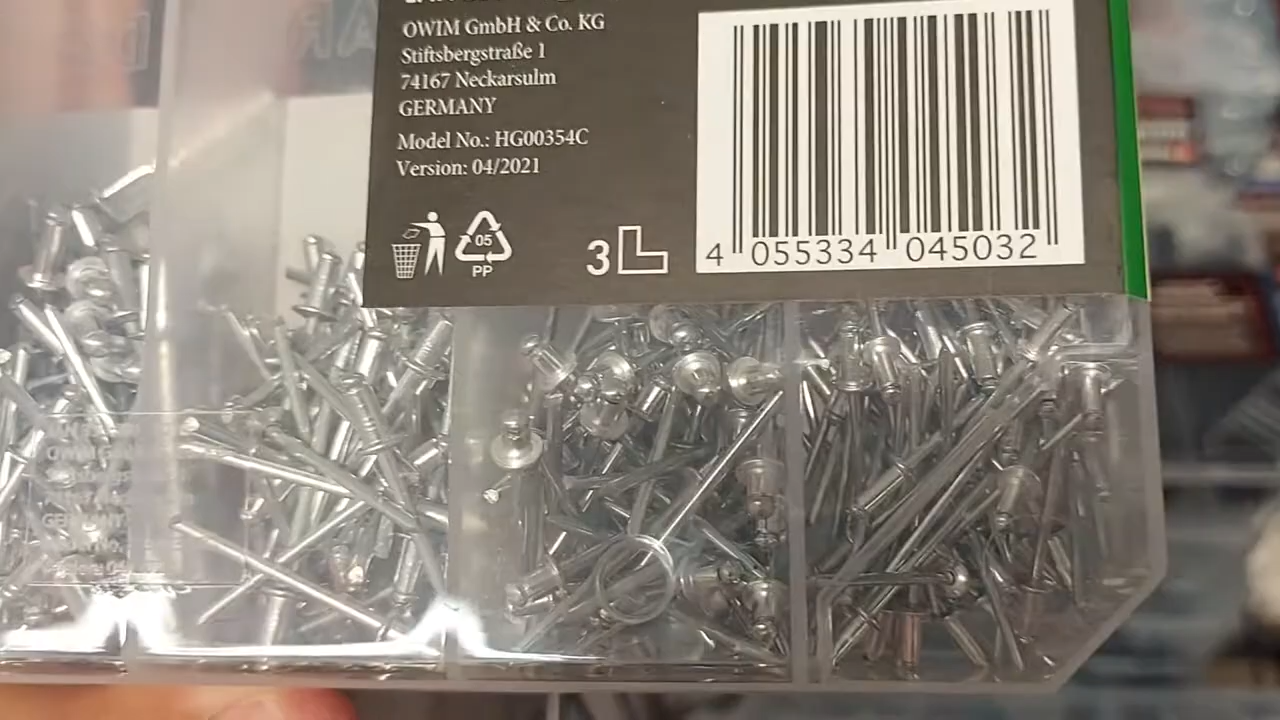 OWIM GmbH & Co. KG
Stiftsbergstraße 1
74167 Neckarsulm
GERMANY
Model No.: HG00354C
Version: 04/2021
05
PP
3
4 055334 045032